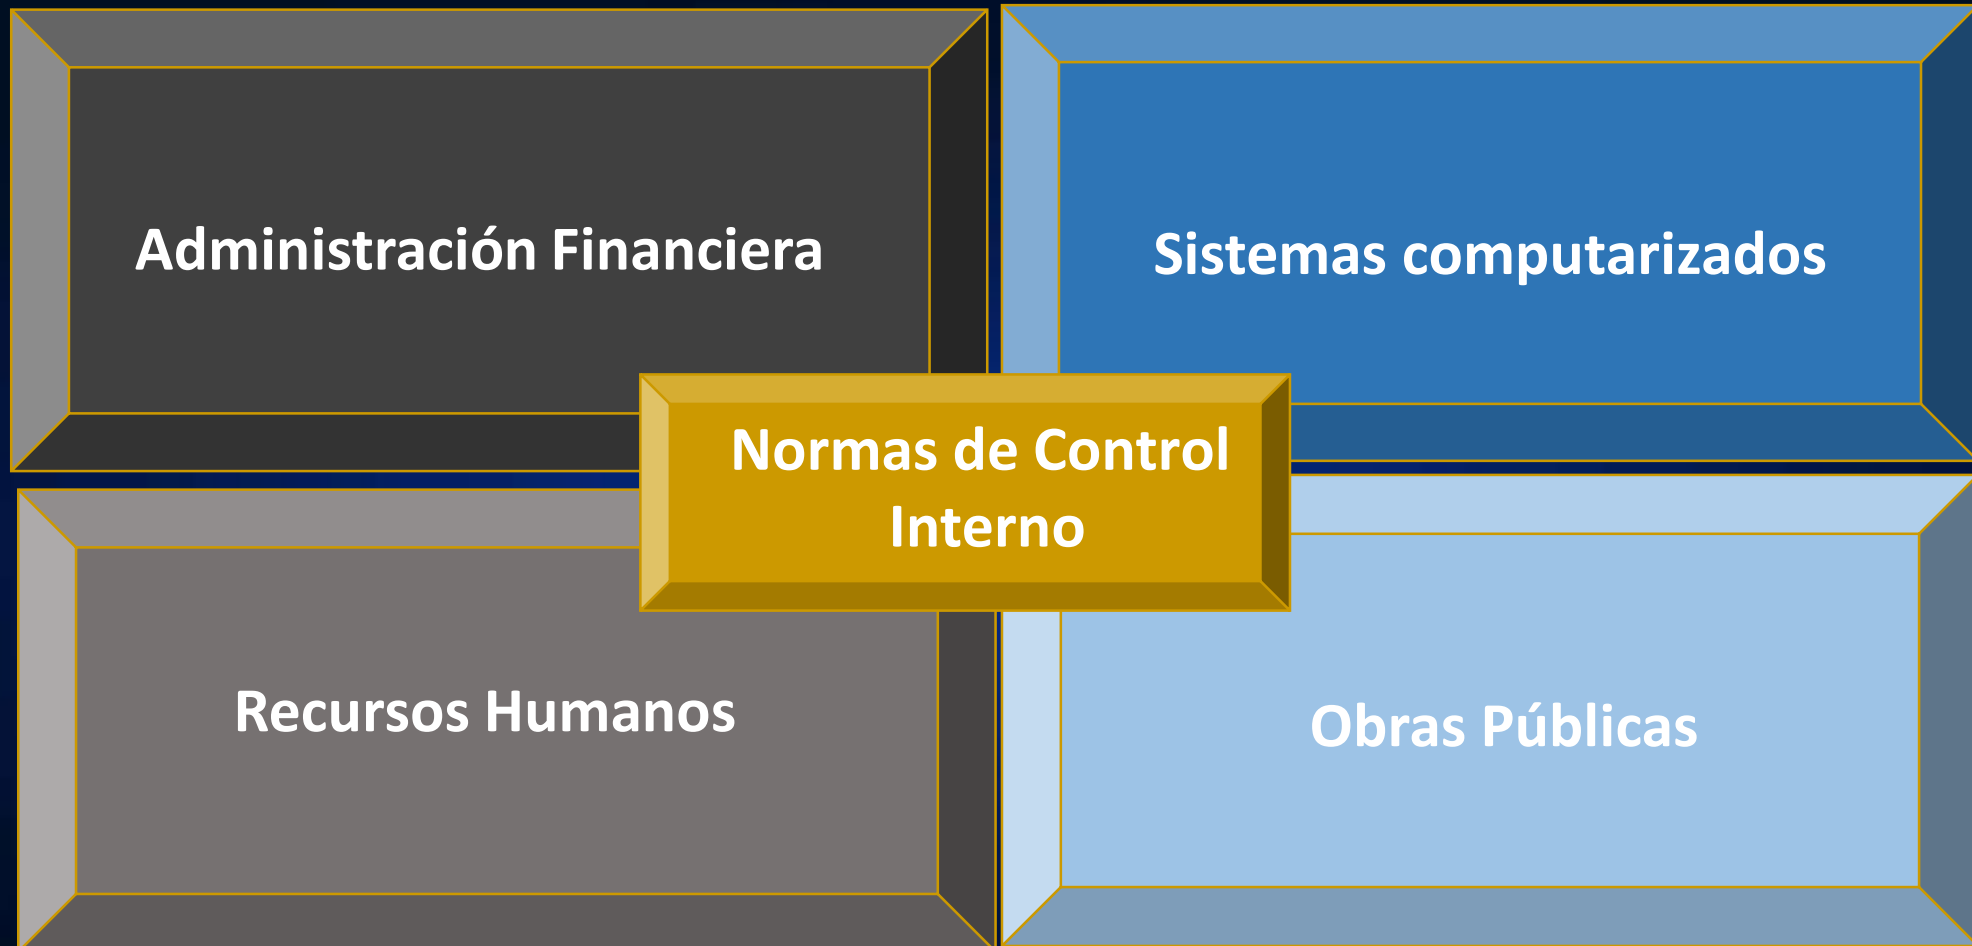 Administración Financiera
Sistemas computarizados
Normas de Control
Interno
Recursos Humanos
Obras Públicas